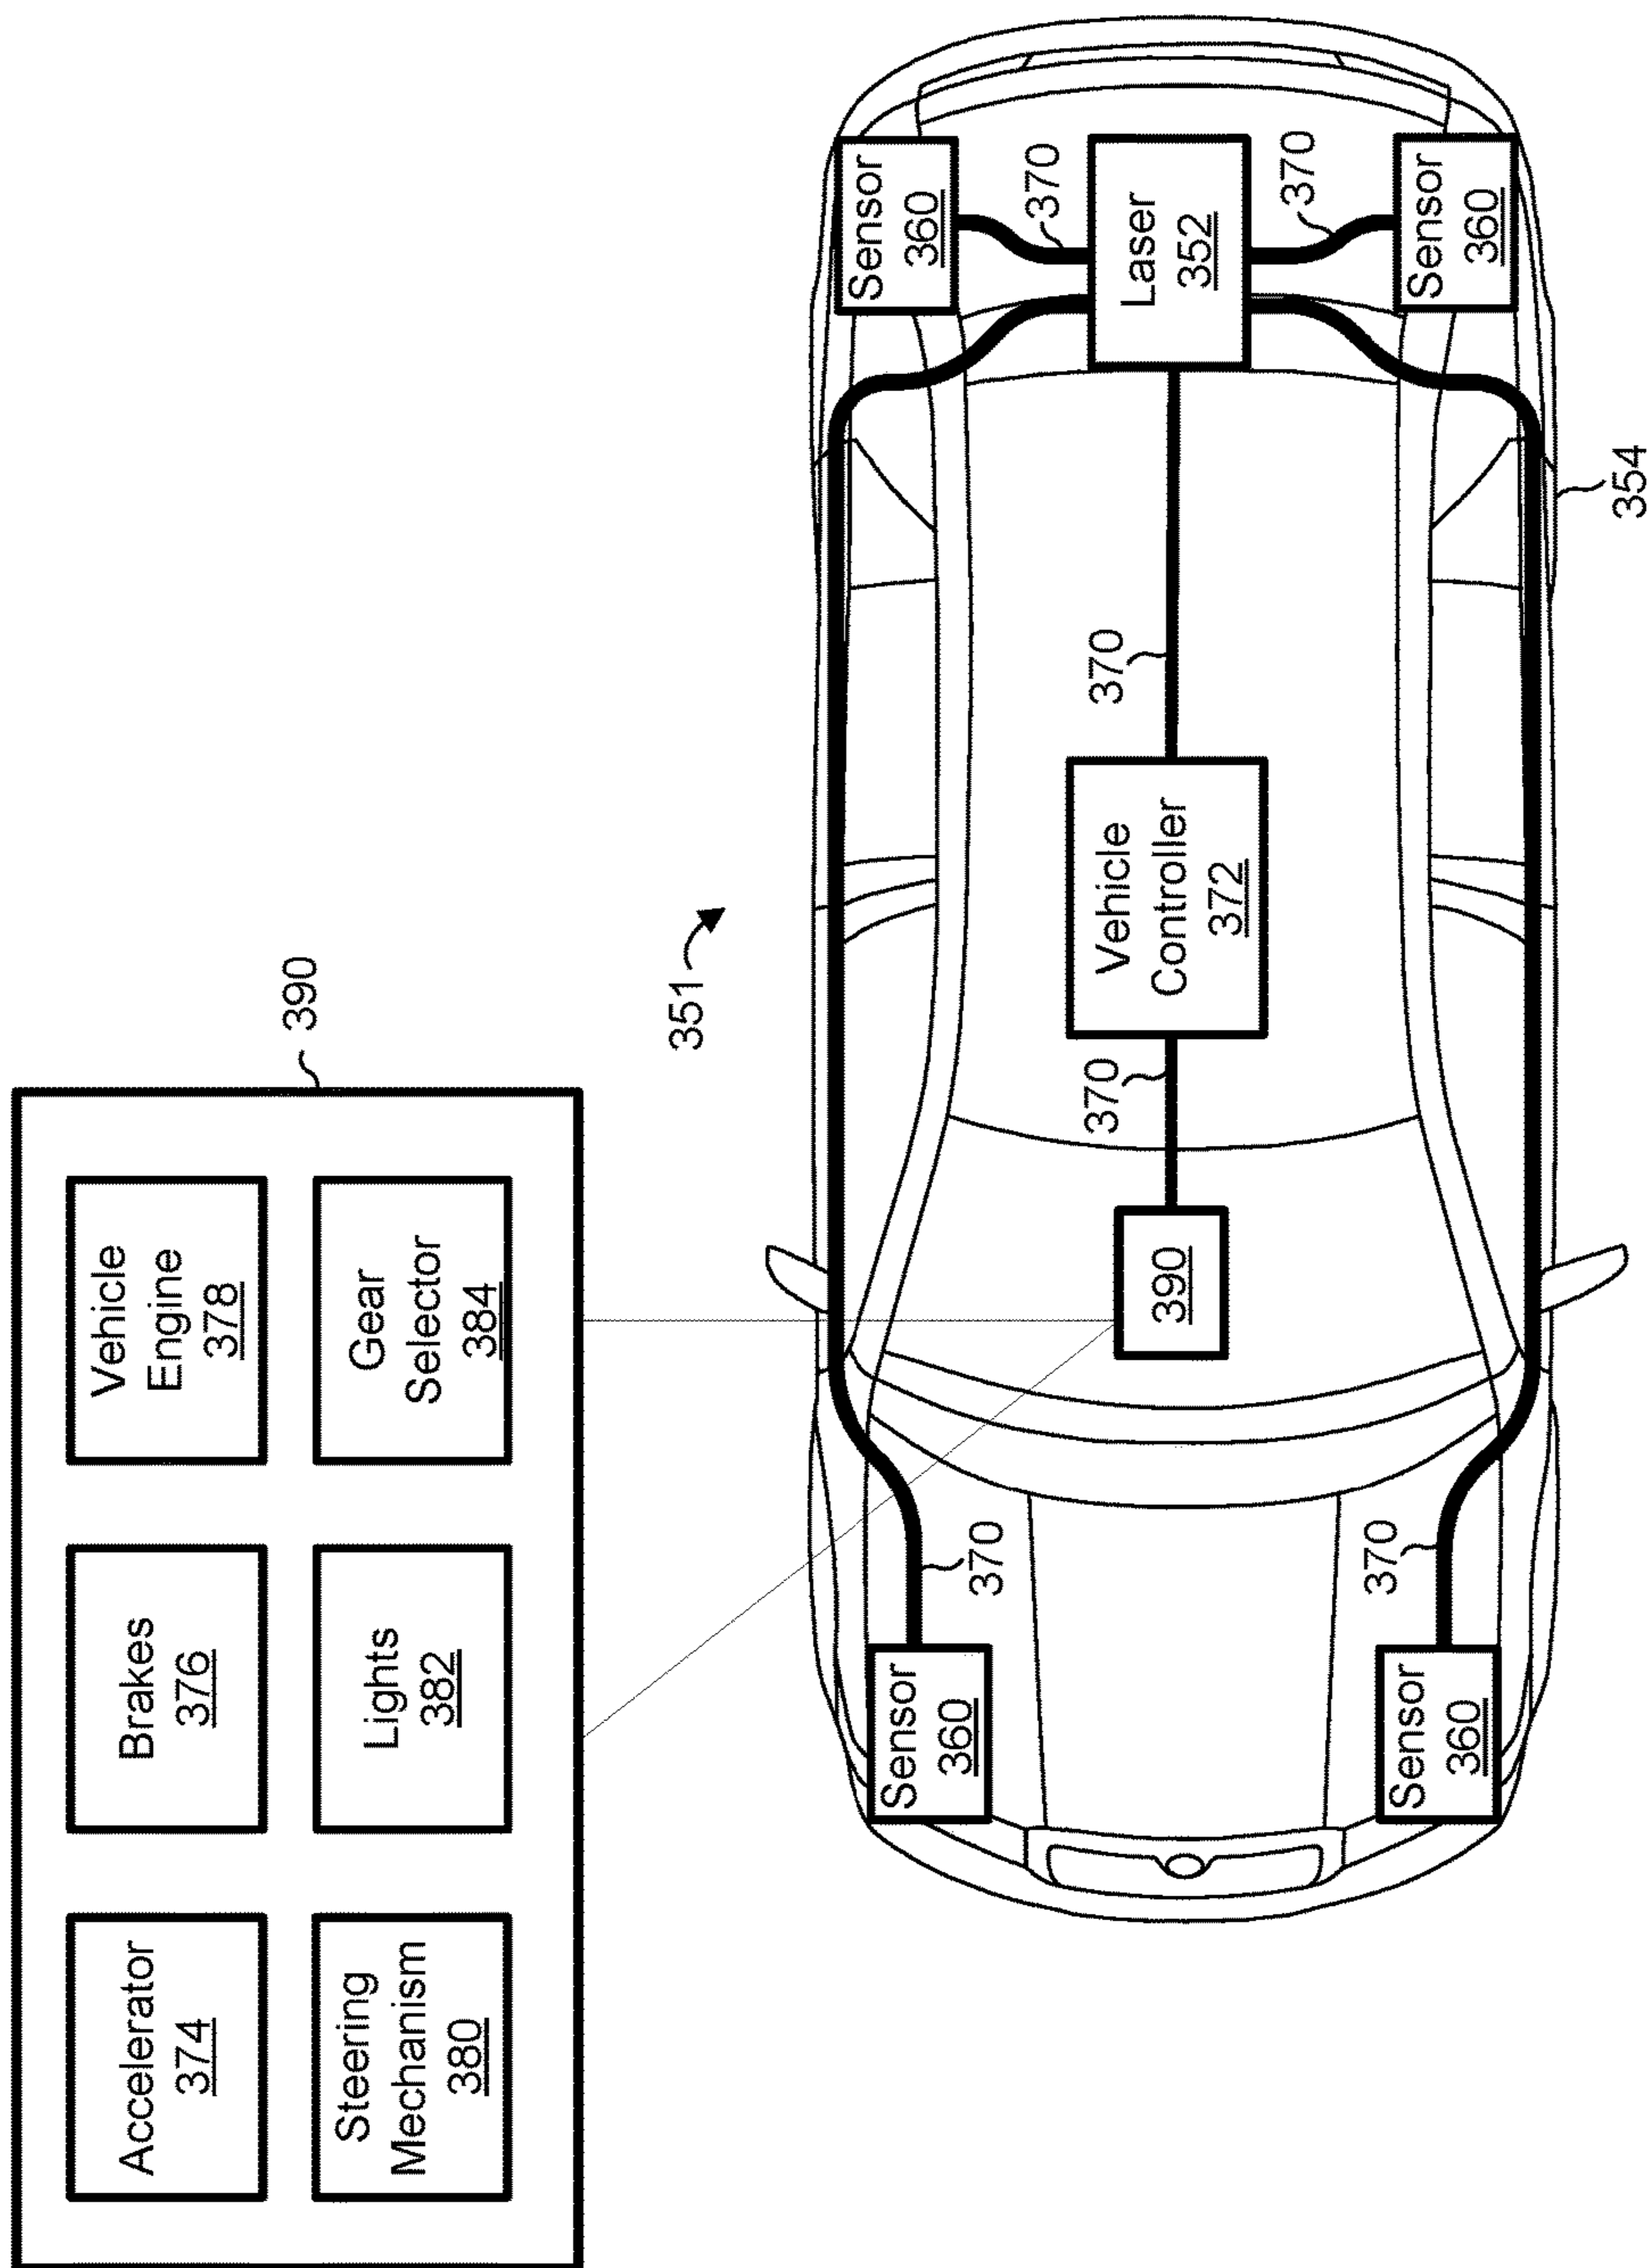 Accelerator
374
Brakes
376
Vehicle
Engine
378
Steering
Mechanism
380
Lights
382
Gear
Selector
384
390
351
Sensor
360
370
Sensor
360
370
390
370
Vehicle
Controller
372
370
Laser
352
370
Sensor
360
370
Sensor
360
354